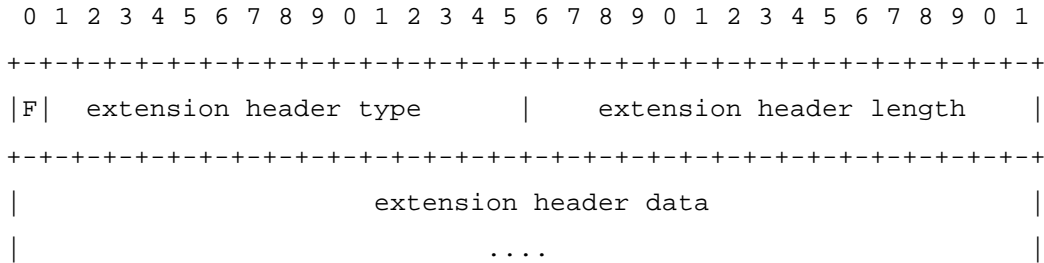 0 1 2 3 4 5 6 7 8 9 0 1 2 3 4 5 6 7 8 9 0 1 2 3 4 5 6 7 8 9 0 1
+-+-+-+-+-+-+-+-+-+-+-+-+-+-+-+-+-+-+-+-+-+-+-+-+-+-+-+-+-+-+-+-+
|F|  extension header type      |    extension header length    |
+-+-+-+-+-+-+-+-+-+-+-+-+-+-+-+-+-+-+-+-+-+-+-+-+-+-+-+-+-+-+-+-+
|                      extension header data                    |
|                             ....                              |